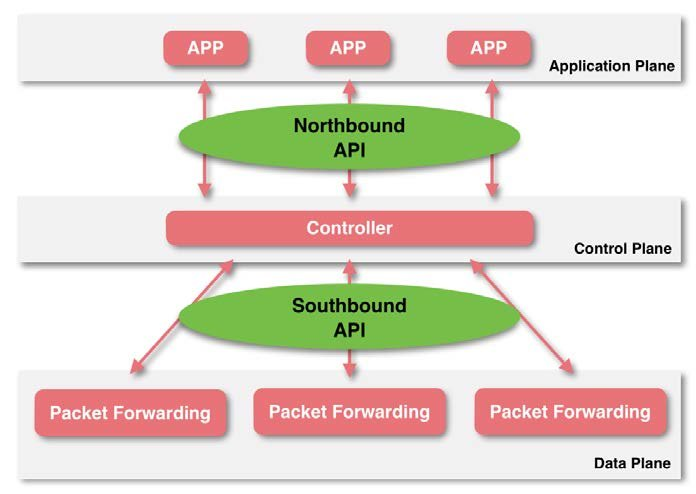 APP APP APP
Application Plane
Northbound
API
Controller
Control Plane
Southbound
API
Packet Forwarding Packet Forwarding Packet Forwarding
Data Plane